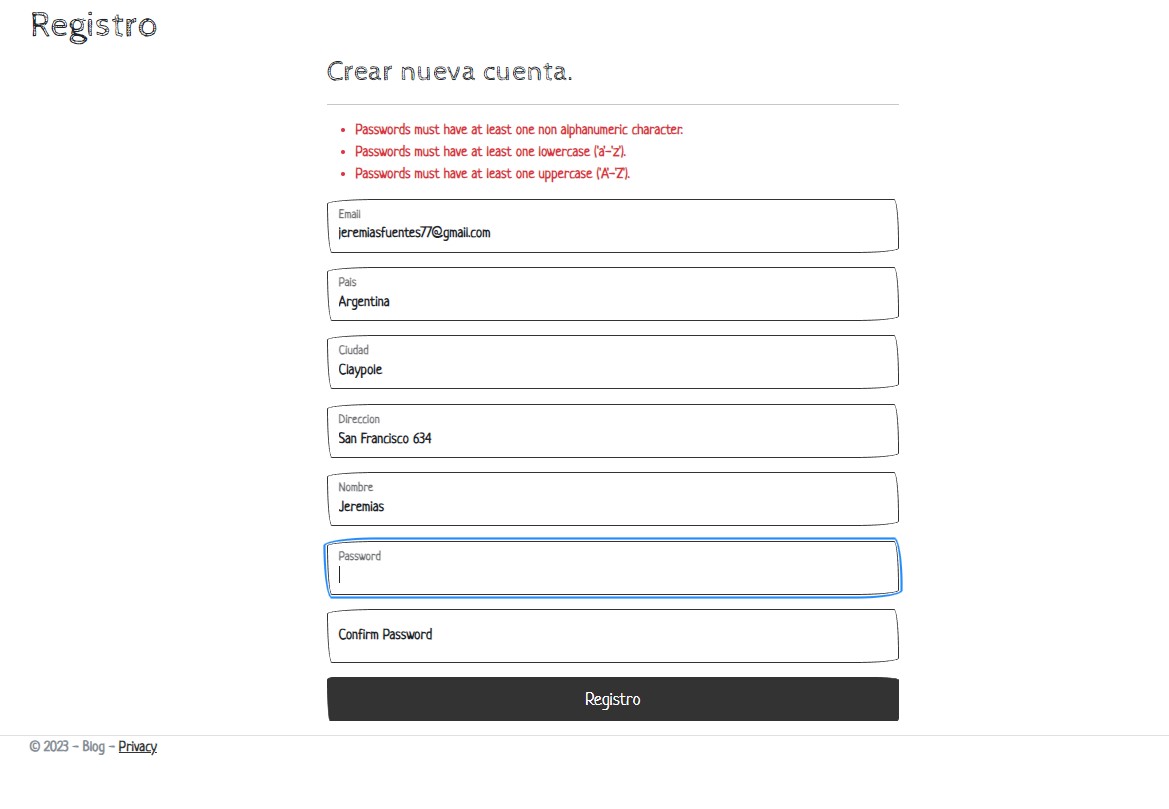 Registro
Crear nueva cuenta.
Passwords must have at least one non alphanumeric character.
Passwords must have at least one lowercase ('a'-'z').
Passwords must have at least one uppercase ('A'-'Z').
Email
jeremiasfuentes77@gmail.com
Pais
Argentina
Ciudad
Claypole
Direccion
San Francisco 634
Nombre
Jeremias
Password
Confirm Password
Registro
© 2023 - Blog - Privacy